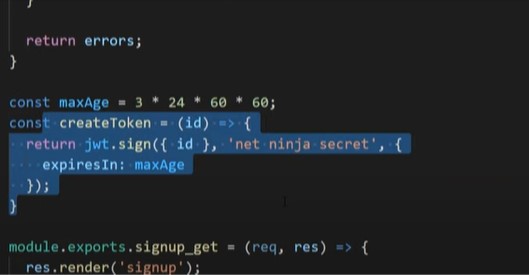 }
return errors;
}
const maxAge = 3 * 24 * 60 * 60;
const createToken = (id) => {
return jwt.sign({ id }, 'net ninja secret', {
expiresIn: maxAge
});
}
module.exports.signup_get = (req, res) => {
res.render('signup');